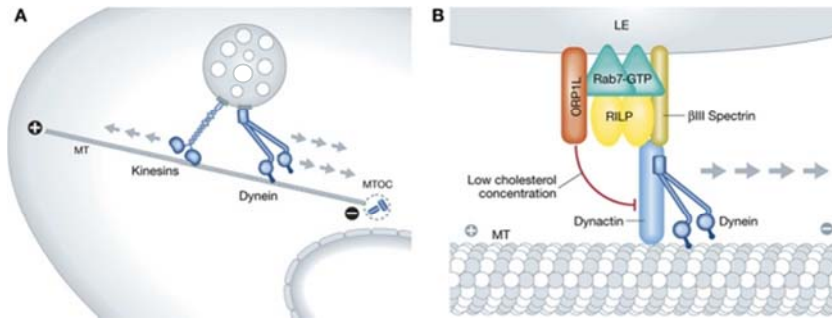 A
+
MT
Kinesins
Dynein
MTOC
−
B
LE
ORP1L
Rab7-GTP
RILP
βIII Spectrin
Low cholesterol
concentration
Dynactin
Dynein
+
MT
−